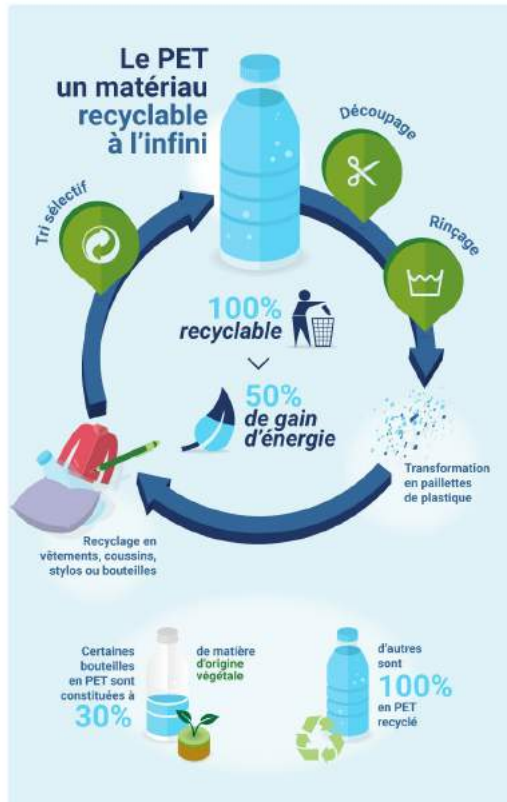 Le PET
un matériau
recyclable
à l'infini
Découpage
Rinçage
Tri sélectif
100%
recyclable
50%
de gain
d'énergie
Transformation
en paillettes
de plastique
Recyclage en
vêtements, coussins,
stylos ou bouteilles
Certaines
bouteilles
en PET sont
constituées à
30%
de matière
d'origine
végétale
d'autres
sont
100%
en PET
recyclé